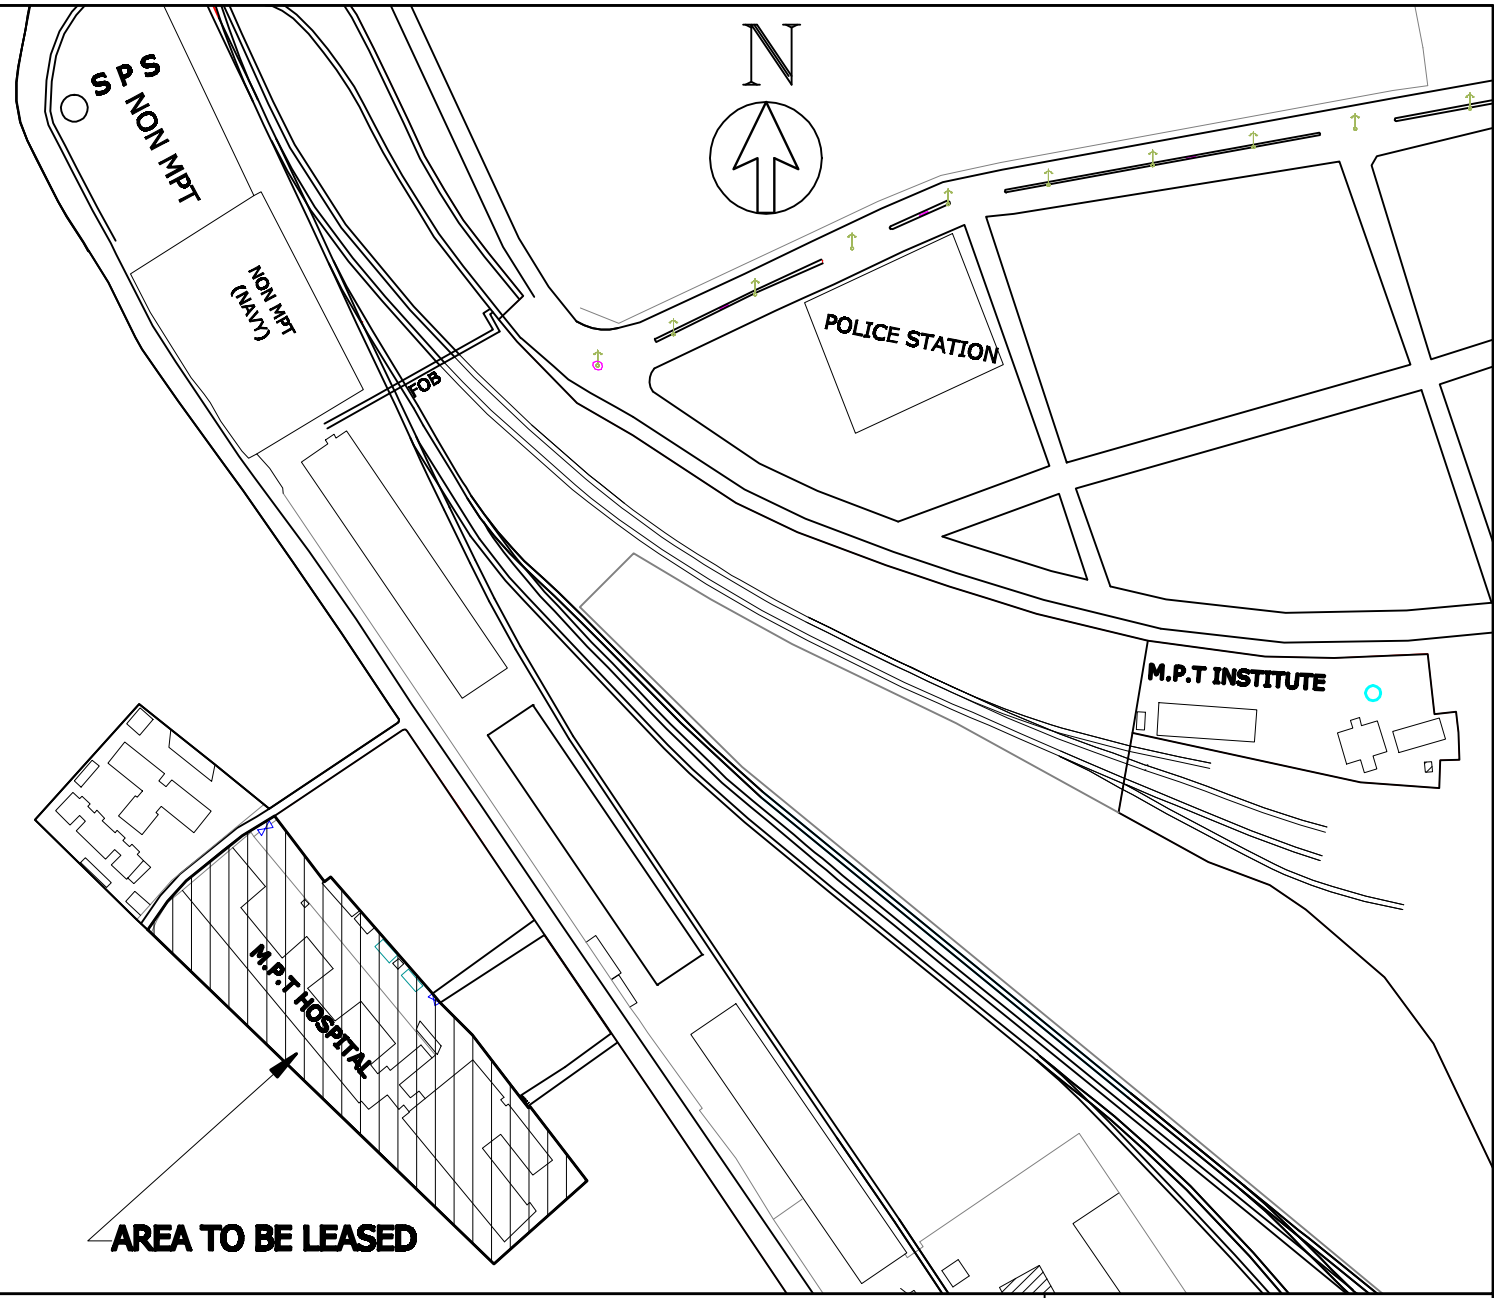 N
S P S
NON MPT
NON MPT
(NAVY)
FOB
POLICE STATION
M.P.T INSTITUTE
M.P.T HOSPITAL
AREA TO BE LEASED